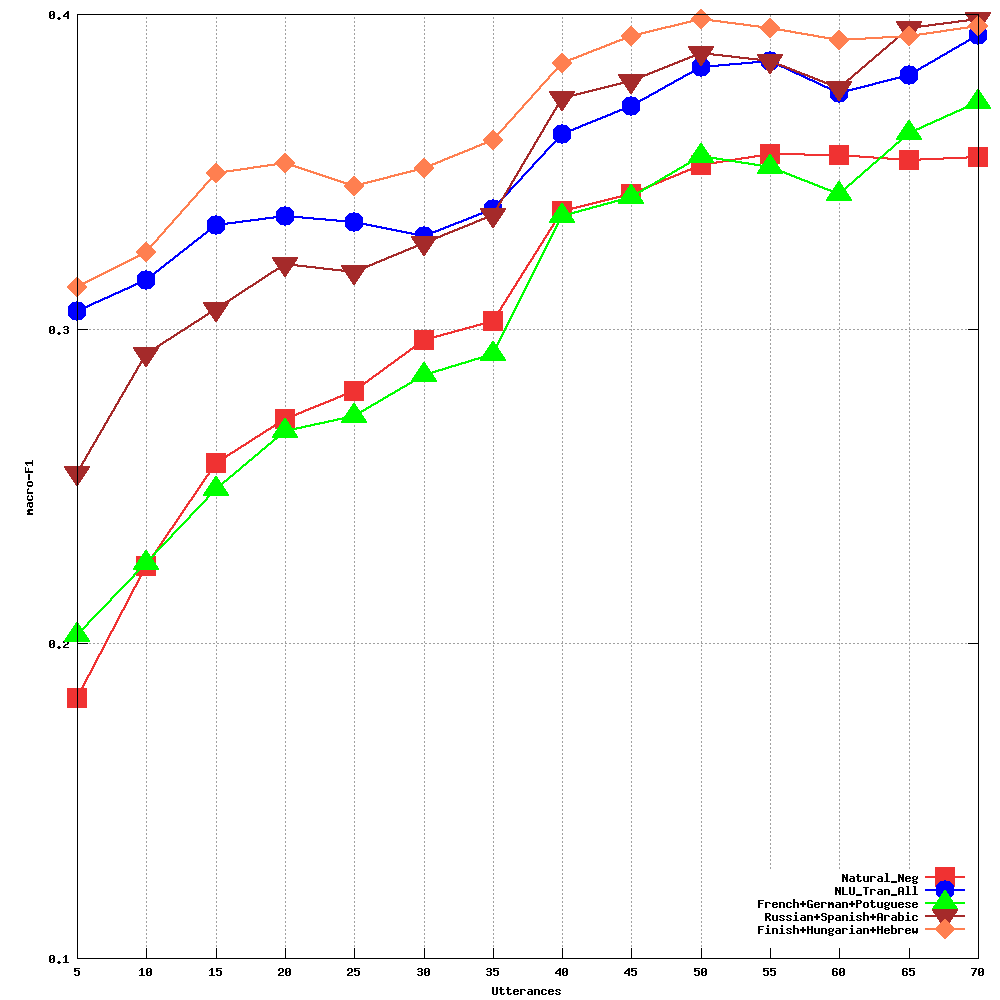 0.4
0.3
0.2
0.1
macro-F1
5 10 15 20 25 30 35 40 45 50 55 60 65 70
Utterances
Natural_Neg
NLU_Tran_All
French+German+Potuguese
Russian+Spanish+Arabic
Finish+Hungarian+Hebrew